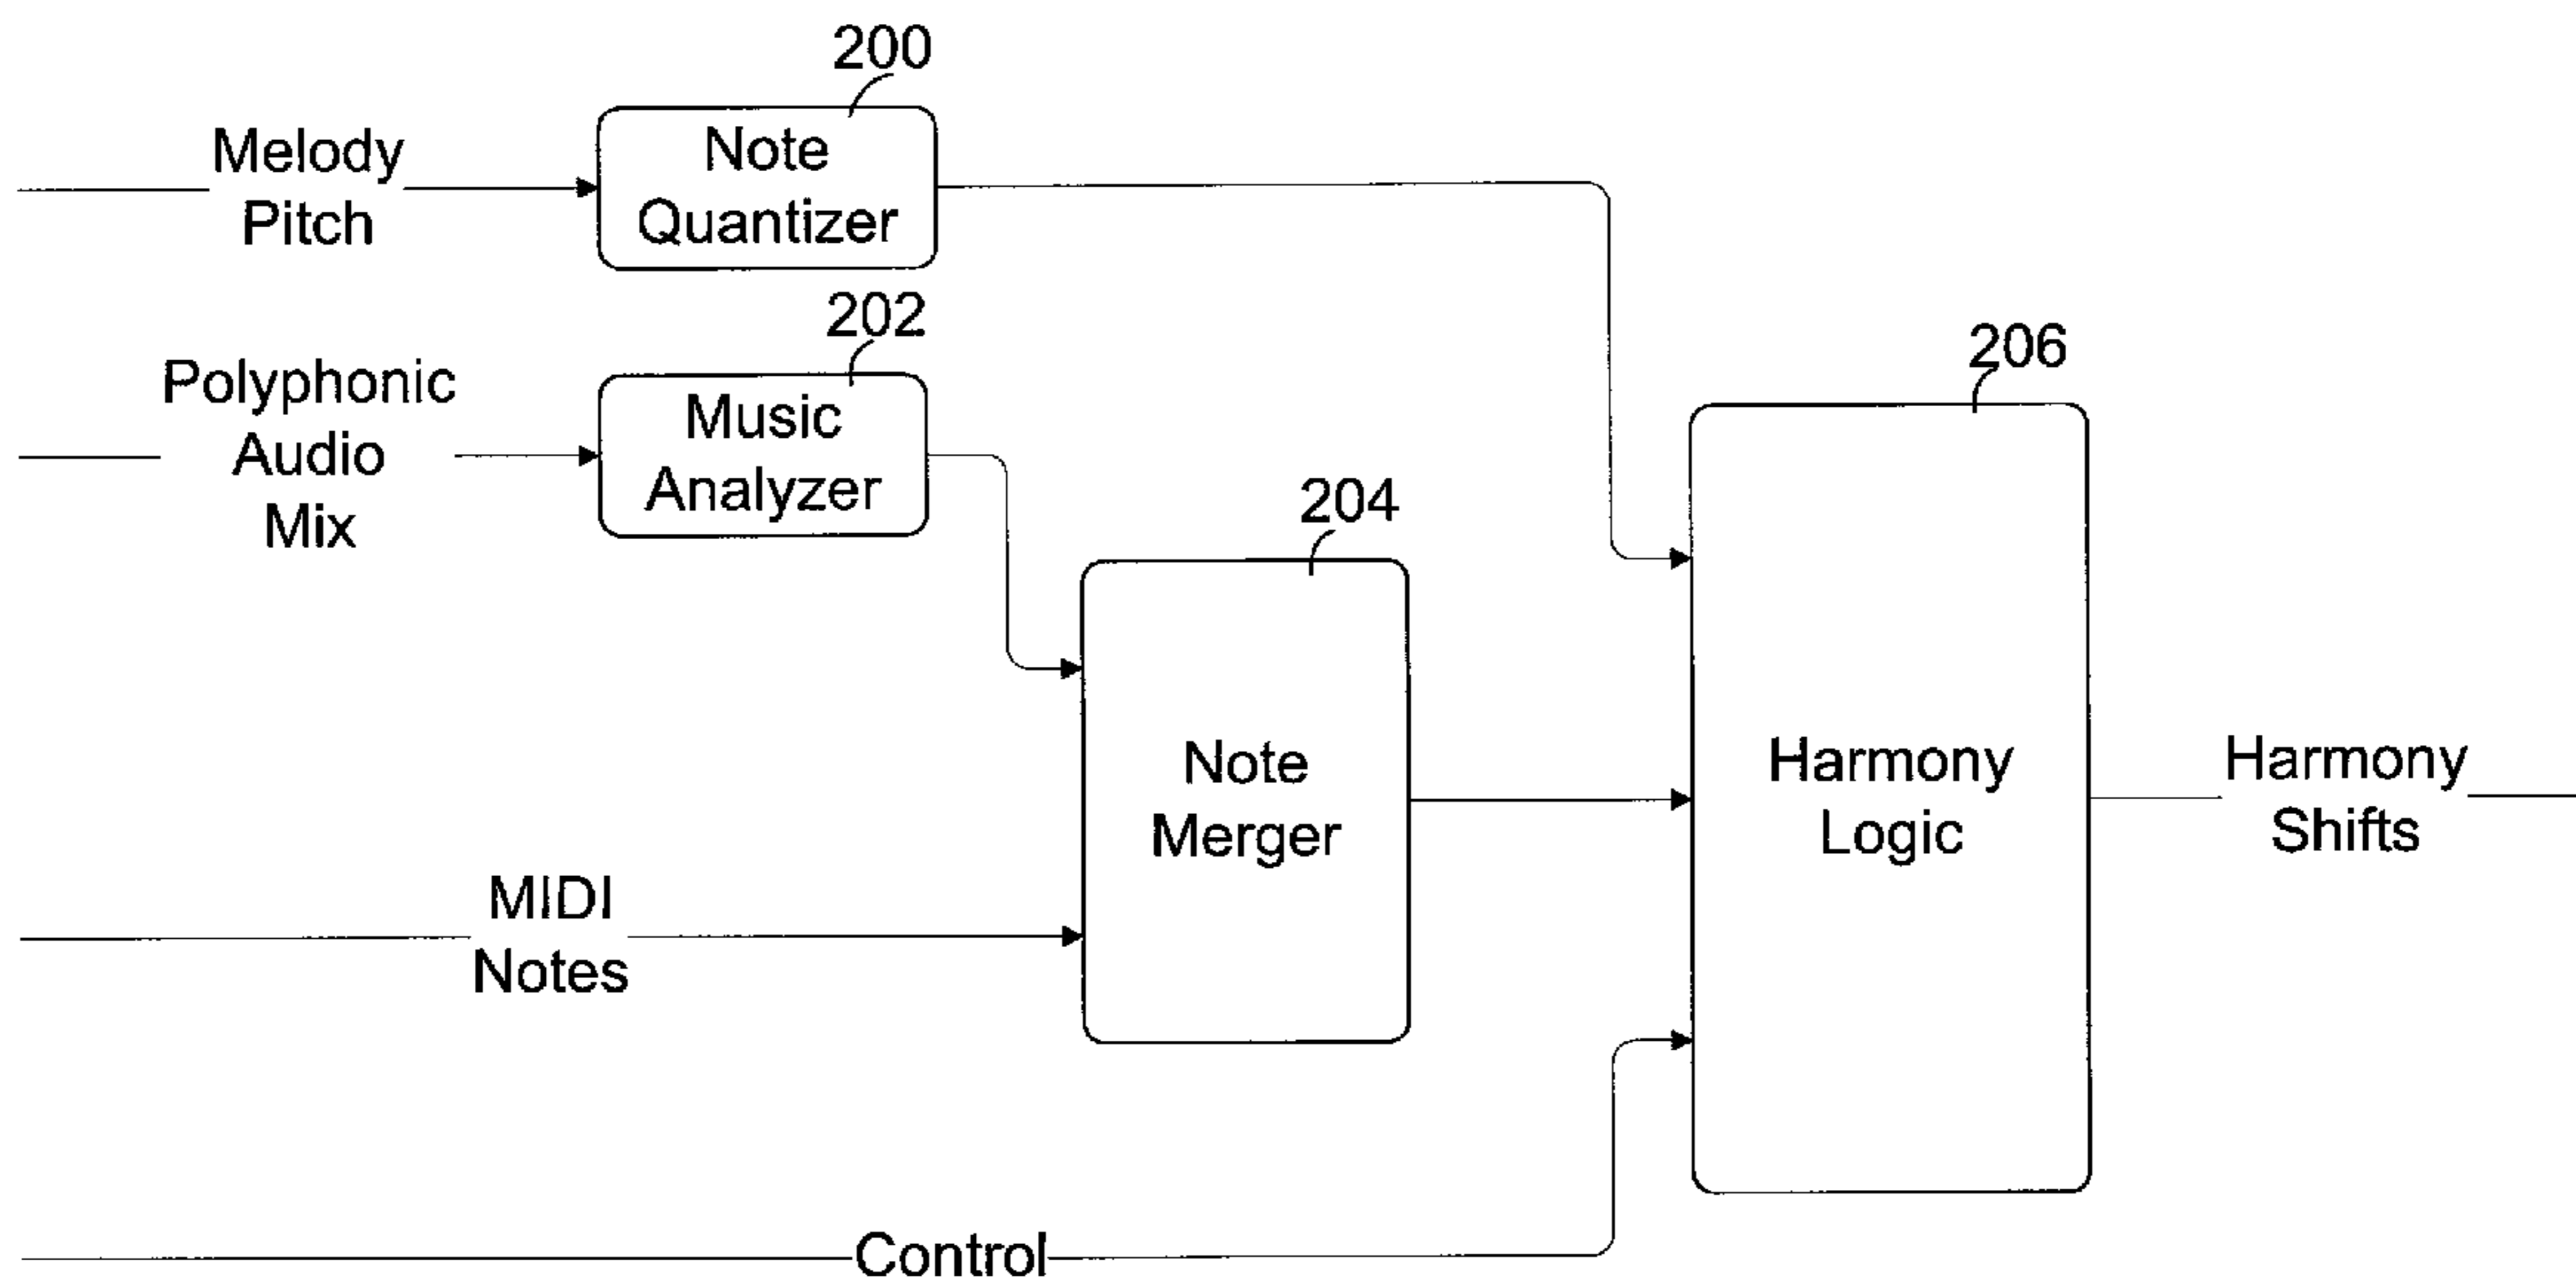 200
Melody
Pitch
Note
Quantizer
202
Polyphonic
Audio
Mix
Music
Analyzer
204
Note
Merger
206
Harmony
Logic
Harmony
Shifts
MIDI
Notes
Control